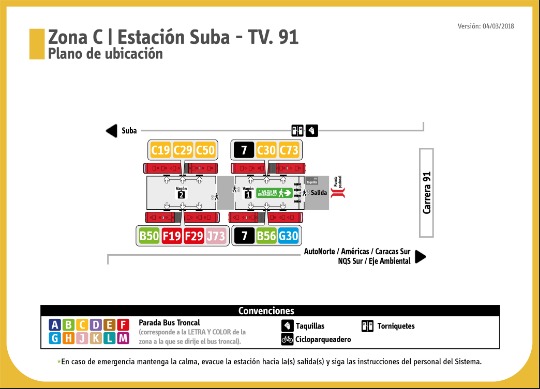 Zona C | Estación Suba - TV. 91
Plano de ubicación
Versión: 04/03/2018
Suba
C19 C29 C50 7 C30 C73
Vagón 2
Vagón 1
Salida
B50 F19 F29 J73 7 B56 G30
Carrera 91
AutoNorte / Américas / Caracas Sur
NQS Sur / Eje Ambiental
Convenciones
A B C D E F
G H J K L M
Parada Bus Troncal
(corresponde a LETRA Y COLOR de la
zona a la que se dirije el bus troncal).
Taquillas
Torniquetes
Cicloparqueadero
•En caso de emergencia mantenga la calma, evacue la estación hacia la(s) salida(s) y siga las instrucciones del personal del Sistema.